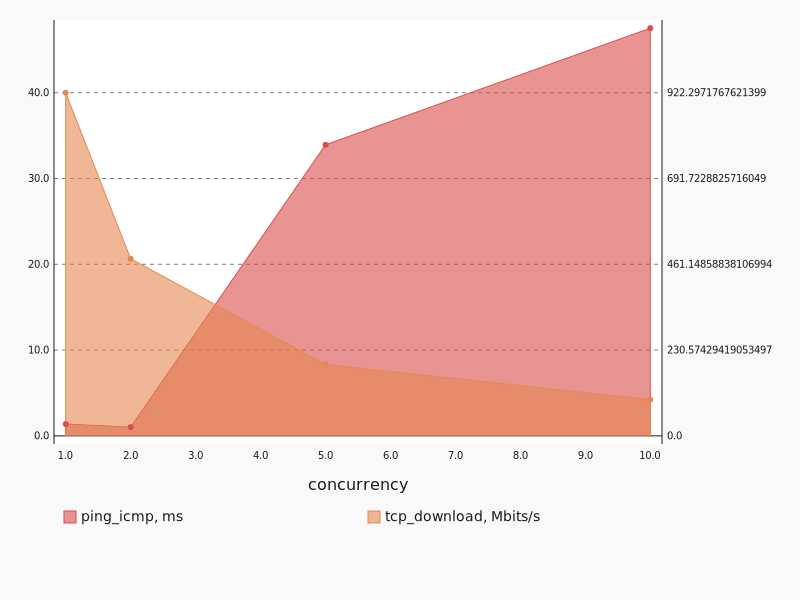 40.0 922.2971767621399
30.0 691.7228825716049
20.0 461.14858838106994
10.0 230.57429419053497
0.0 0.0
1.0 2.0 3.0 4.0 5.0 6.0 7.0 8.0 9.0 10.0
concurrency
ping_icmp, ms tcp_download, Mbits/s